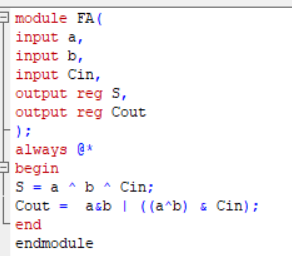 module FA(
input a,
input b,
input Cin,
output reg S,
output reg Cout
);
always @*
begin
S = a ^ b ^ Cin;
Cout =  a&b | ((a^b) & Cin);
end
endmodule